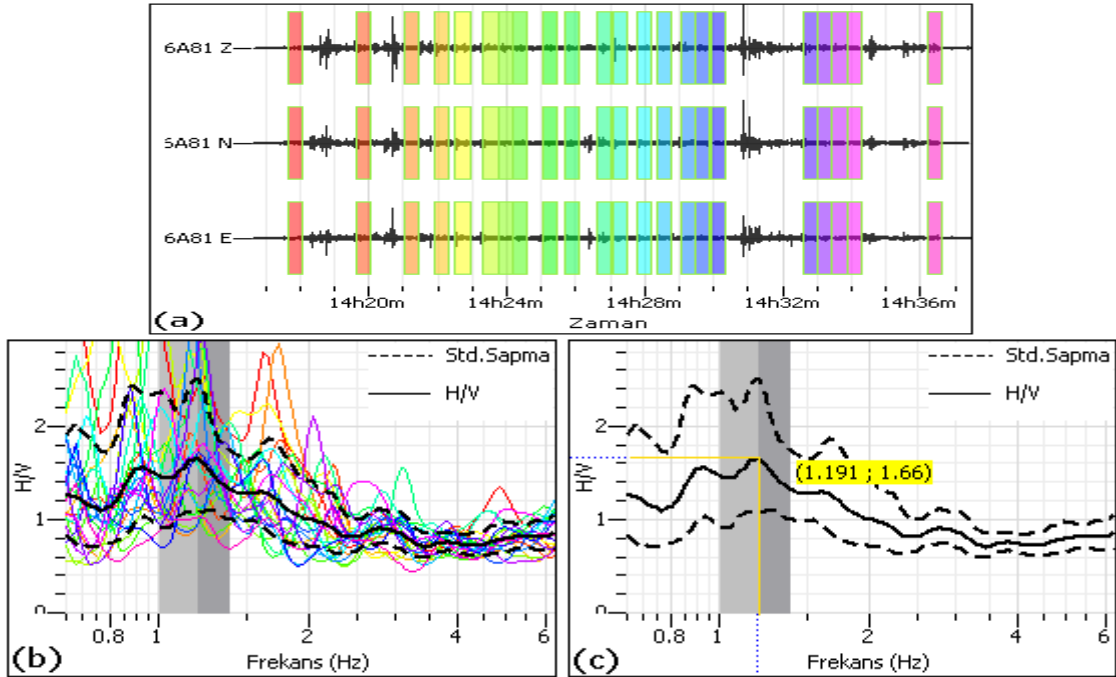 6A81 Z
5A81 N
6A81 E
14h20m 14h24m 14h28m 14h32m 14h36m
Zaman
(a)
Std.Sapma
H/V
H/V
2
1
0
0.8 1 2 4 6
Frekans (Hz)
(b)
Std.Sapma
H/V
(1.191 ; 1.66)
H/V
2
1
0
0.8 1 2 4 6
Frekans (Hz)
(c)